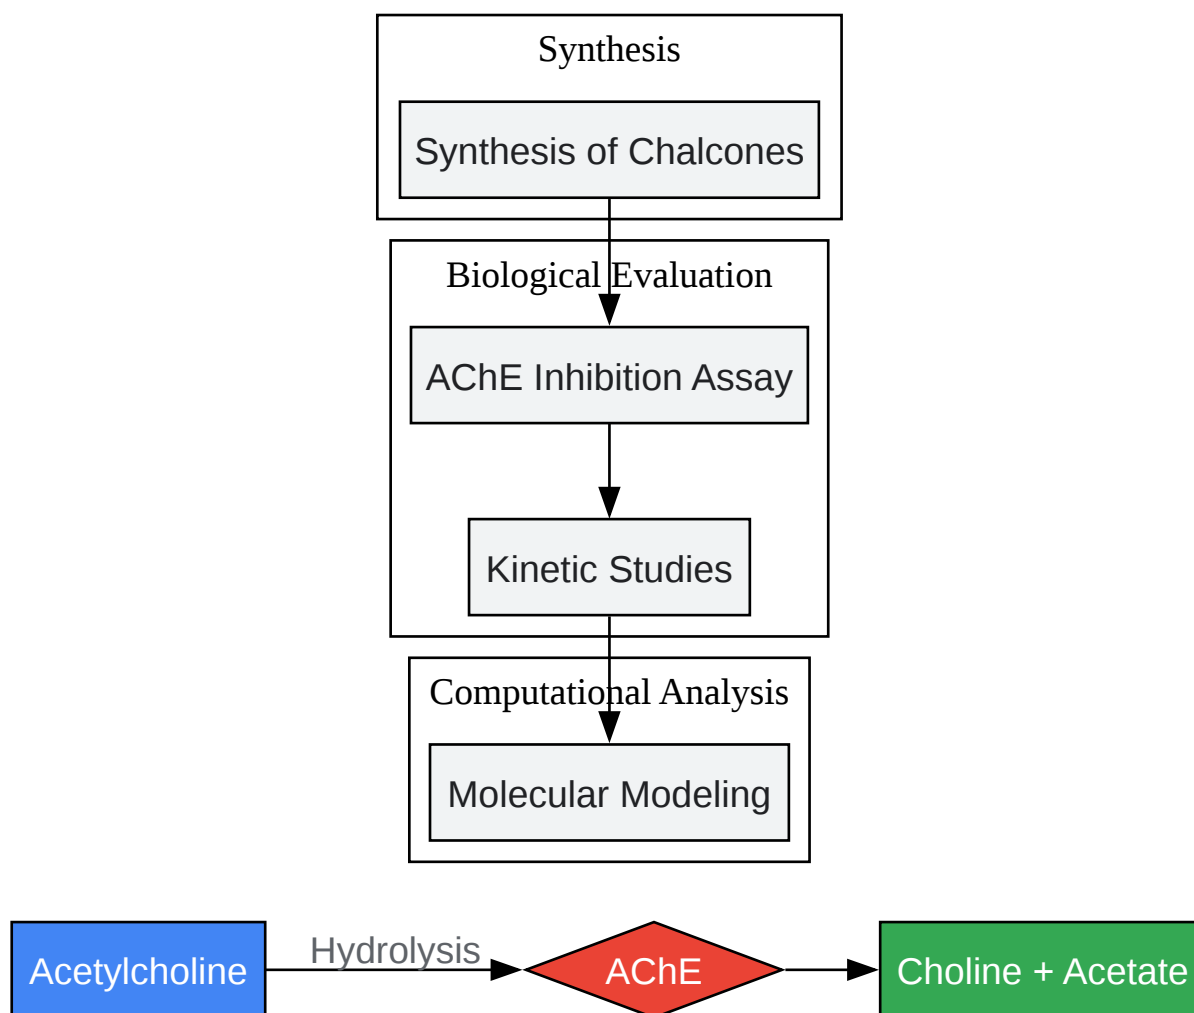 Synthesis
Synthesis of Chalcones
Biological Evaluation
AChE Inhibition Assay
Kinetic Studies
Computational Analysis
Molecular Modeling
Acetylcholine
Hydrolysis
AChE
Choline + Acetate